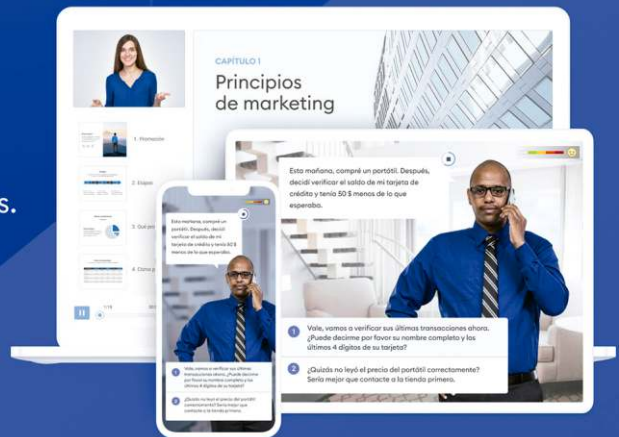 s.
CAPÍTULO 1
Principios
de marketing
1. Promoción
2. Etapas
3. Qué
4. Cómo
1:19
Esta mañana, compré un portátil. Después,
decidí verificar el saldo de mi tarjeta de
crédito y tenía 50 $ menos de lo que
esperaba.
1 Vale, vamos a verificar sus últimas transacciones ahora.
¿Puede decirme por favor su nombre completo y los
últimos 4 dígitos de su tarjeta?
2 ¿Quizás no leyó el precio del portátil correctamente?
Sería mejor que contacte a la tienda primero.
Esta mañana, compré un
portátil. Después, decidí
verificar el saldo de mi
tarjeta de crédito y tenía 50 $
menos de lo que esperaba.
1 Vale, vamos a verificar sus últimas
transacciones ahora. ¿Puede decirme
por favor su nombre completo y los
últimos 4 dígitos de su tarjeta?
2 ¿Quizás no leyó el precio del portátil
correctamente? Sería mejor que
contacte a la tienda primero.